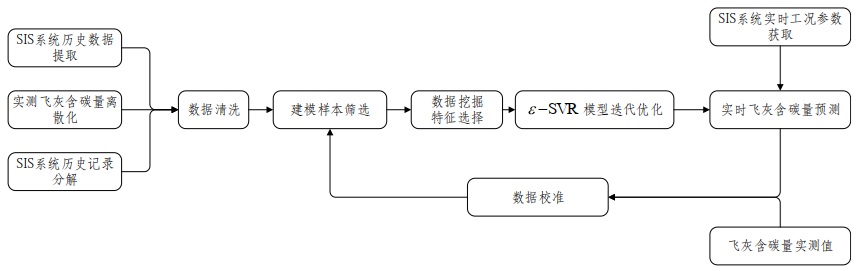 SIS系统历史数据
提取
实测飞灰含碳量离
散化
SIS系统历史记录
分解
数据清洗
建模样本筛选
数据挖掘
特征选择
ε-SVR 模型迭代优化
SIS系统实时工况参数
获取
实时飞灰含碳量预测
数据校准
飞灰含碳量实测值